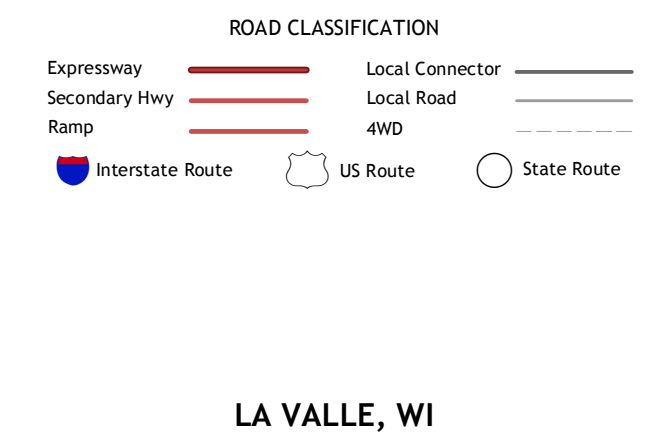 ROAD CLASSIFICATION
Expressway
Local Connector
Secondary Hwy
Local Road
Ramp
4WD
Interstate Route
US Route
State Route
LA VALLE, WI